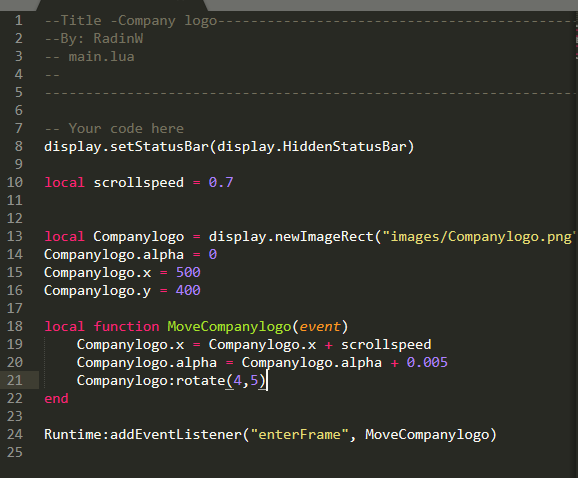 1 --Title -Company logo--------------------------------------------
2 --By: RadinW
3 -- main.lua
4 --
5 -----------------------------------------------------------------
6
7 -- Your code here
8 display.setStatusBar(display.HiddenStatusBar)
9
10 local scrollspeed = 0.7
11
12
13 local Companylogo = display.newImageRect("images/Companylogo.png"
14 Companylogo.alpha = 0
15 Companylogo.x = 500
16 Companylogo.y = 400
17
18 local function MoveCompanylogo(event)
19     Companylogo.x = Companylogo.x + scrollspeed
20     Companylogo.alpha = Companylogo.alpha + 0.005
21     Companylogo:rotate(4,5)
22 end
23
24 Runtime:addEventListener("enterFrame", MoveCompanylogo)
25